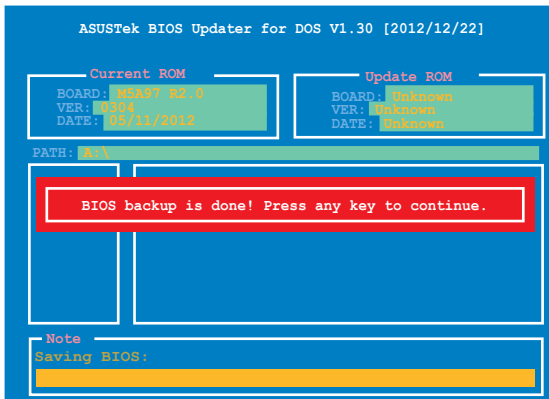 ASUSTek BIOS Updater for DOS V1.30 [2012/12/22]
Current ROM
BOARD: M5A97 R2.0
VER: 0304
DATE: 05/11/2012
Update ROM
BOARD: Unknown
VER: Unknown
DATE: Unknown
PATH: A:\
BIOS backup is done! Press any key to continue.
Note
Saving BIOS: